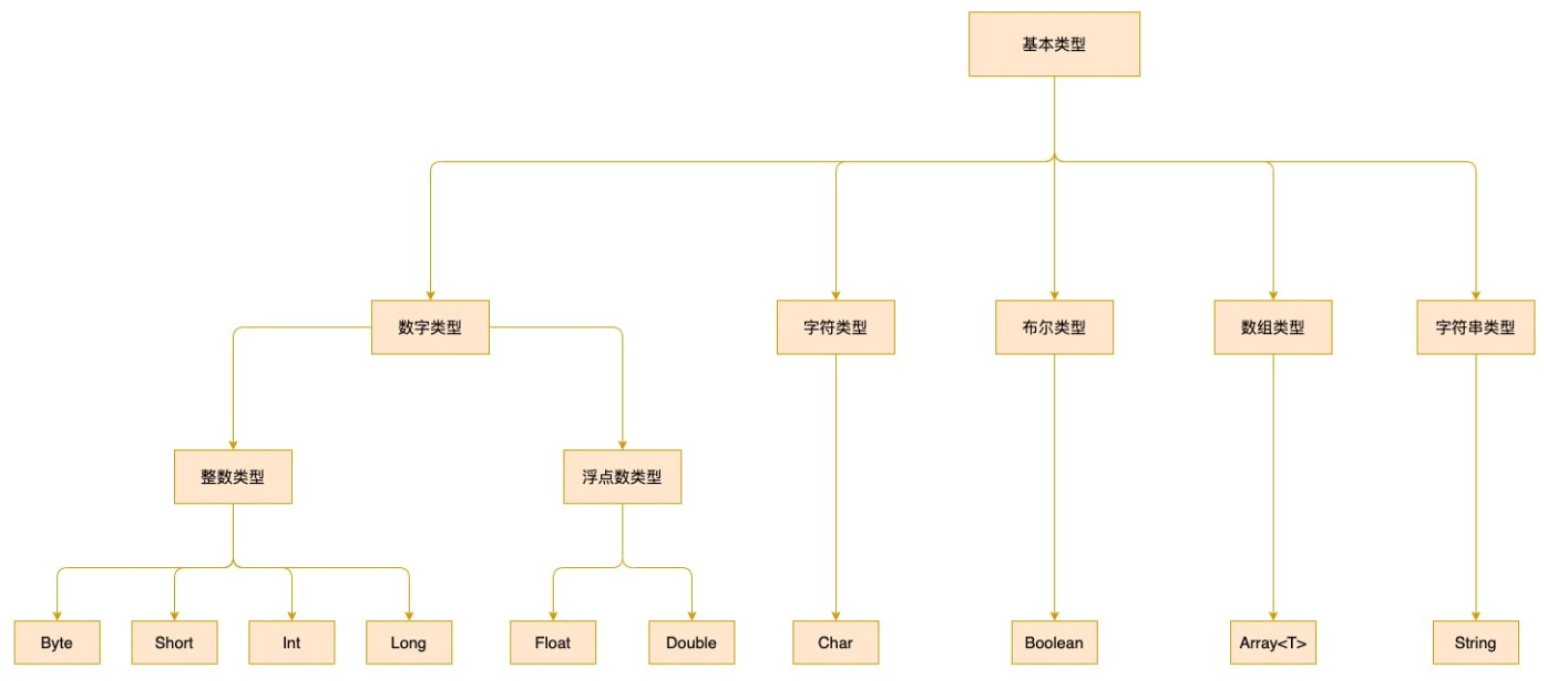 基本类型
数字类型
字符类型
布尔类型
数组类型
字符串类型
整数类型
浮点数类型
Byte
Short
Int
Long
Float
Double
Char
Boolean
Array<T>
String